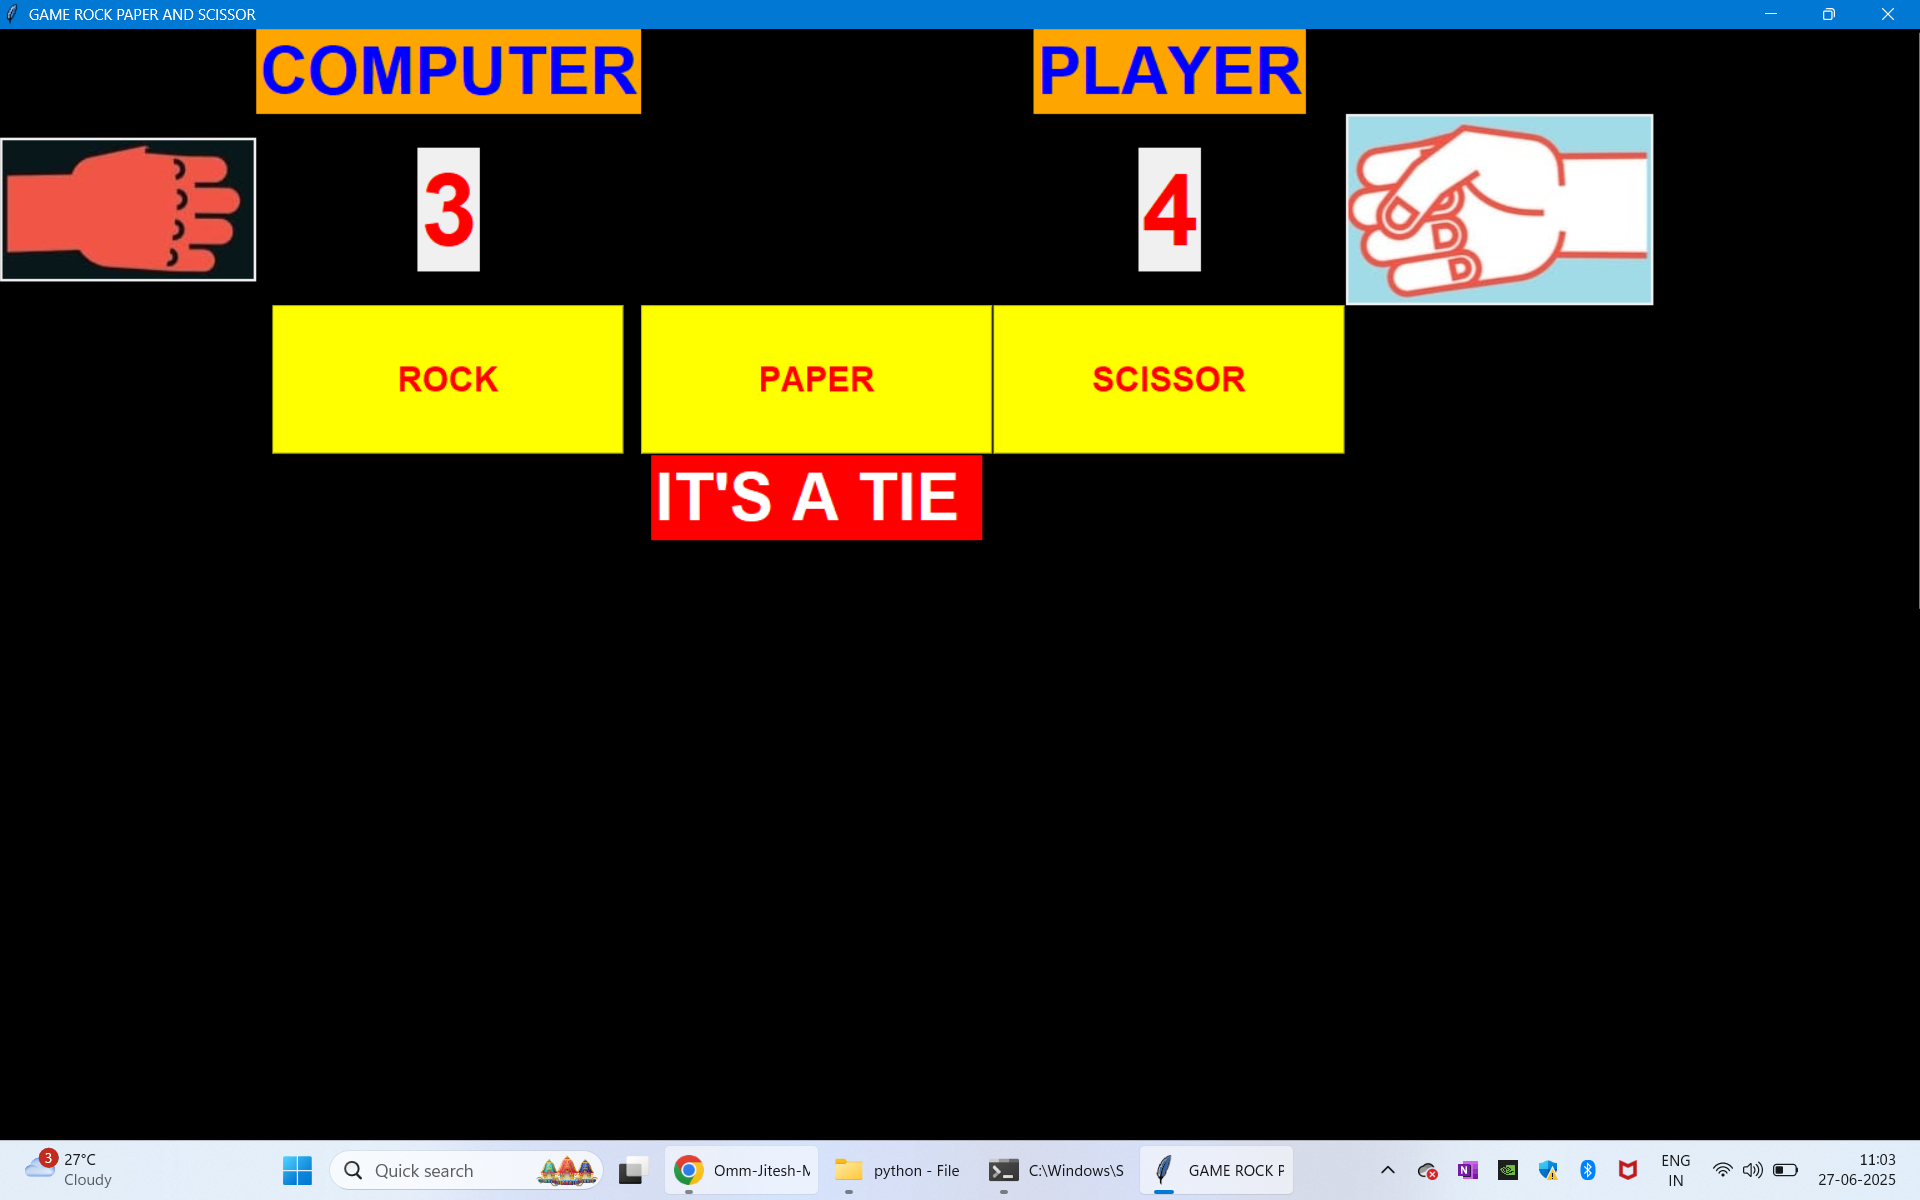 GAME ROCK PAPER AND SCISSOR
COMPUTER
PLAYER
3
4
ROCK
PAPER
SCISSOR
IT'S A TIE
3
27°C
Cloudy
Quick search
Omm-Jitesh-M
python - File
C:\Windows\S
GAME ROCK P
ENG
IN
11:03
27-06-2025